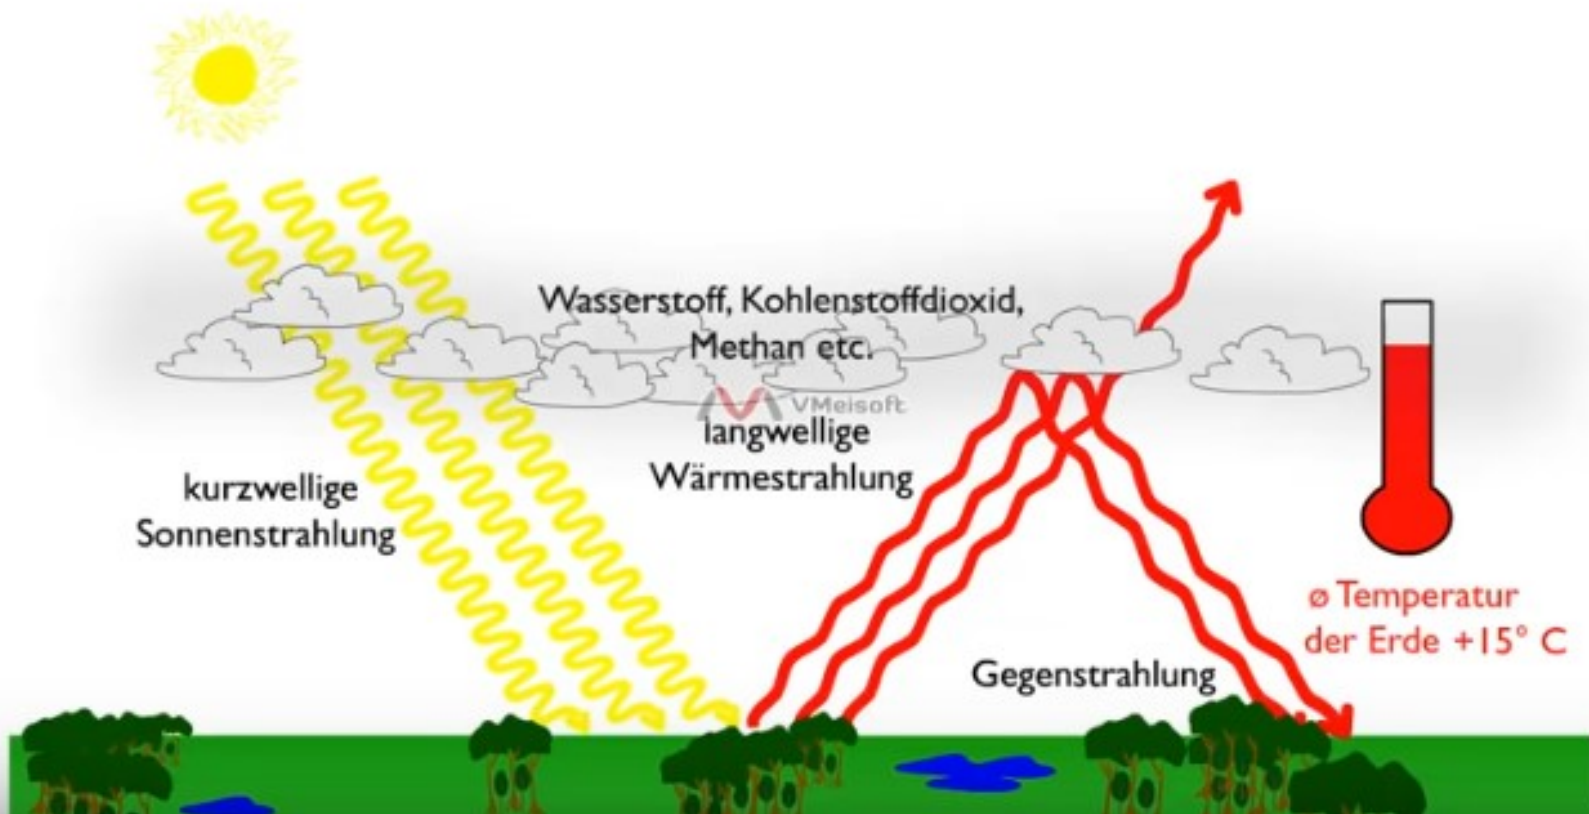 Wasserstoff, Kohlenstoffdioxid,
Methan etc.
VMeisoft
langwellige
Wärmestrahlung
kurzwellige
Sonnenstrahlung
Gegenstrahlung
ø Temperatur
der Erde +15° C